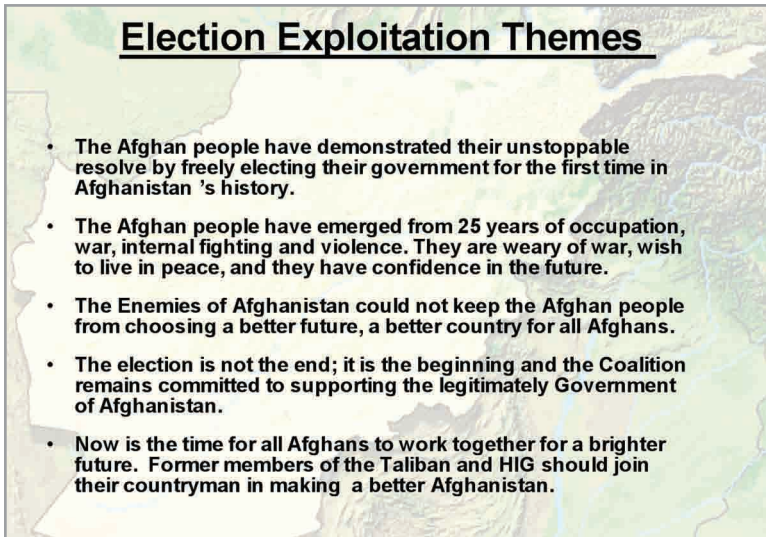 Election Exploitation Themes
• The Afghan people have demonstrated their unstoppable
resolve by freely electing their government for the first time in
Afghanistan ’s history.
• The Afghan people have emerged from 25 years of occupation,
war, internal fighting and violence. They are weary of war, wish
to live in peace, and they have confidence in the future.
• The Enemies of Afghanistan could not keep the Afghan people
from choosing a better future, a better country for all Afghans.
• The election is not the end; it is the beginning and the Coalition
remains committed to supporting the legitimately Government
of Afghanistan.
• Now is the time for all Afghans to work together for a brighter
future. Former members of the Taliban and HIG should join
their countryman in making a better Afghanistan.